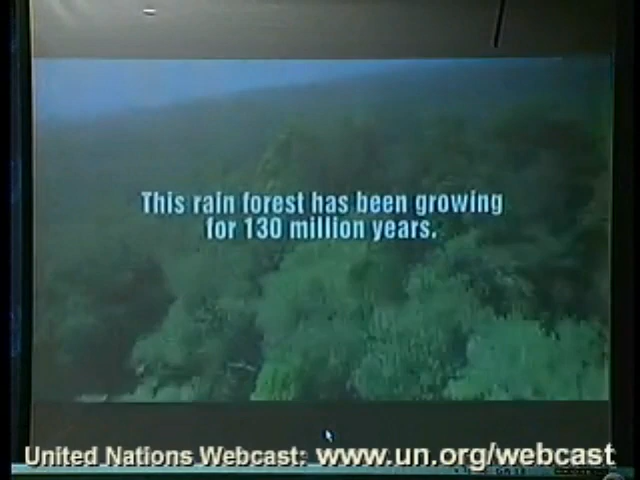 This rain forest has been growing
for 130 million years.
United Nations Webcast: www.un.org/webcast